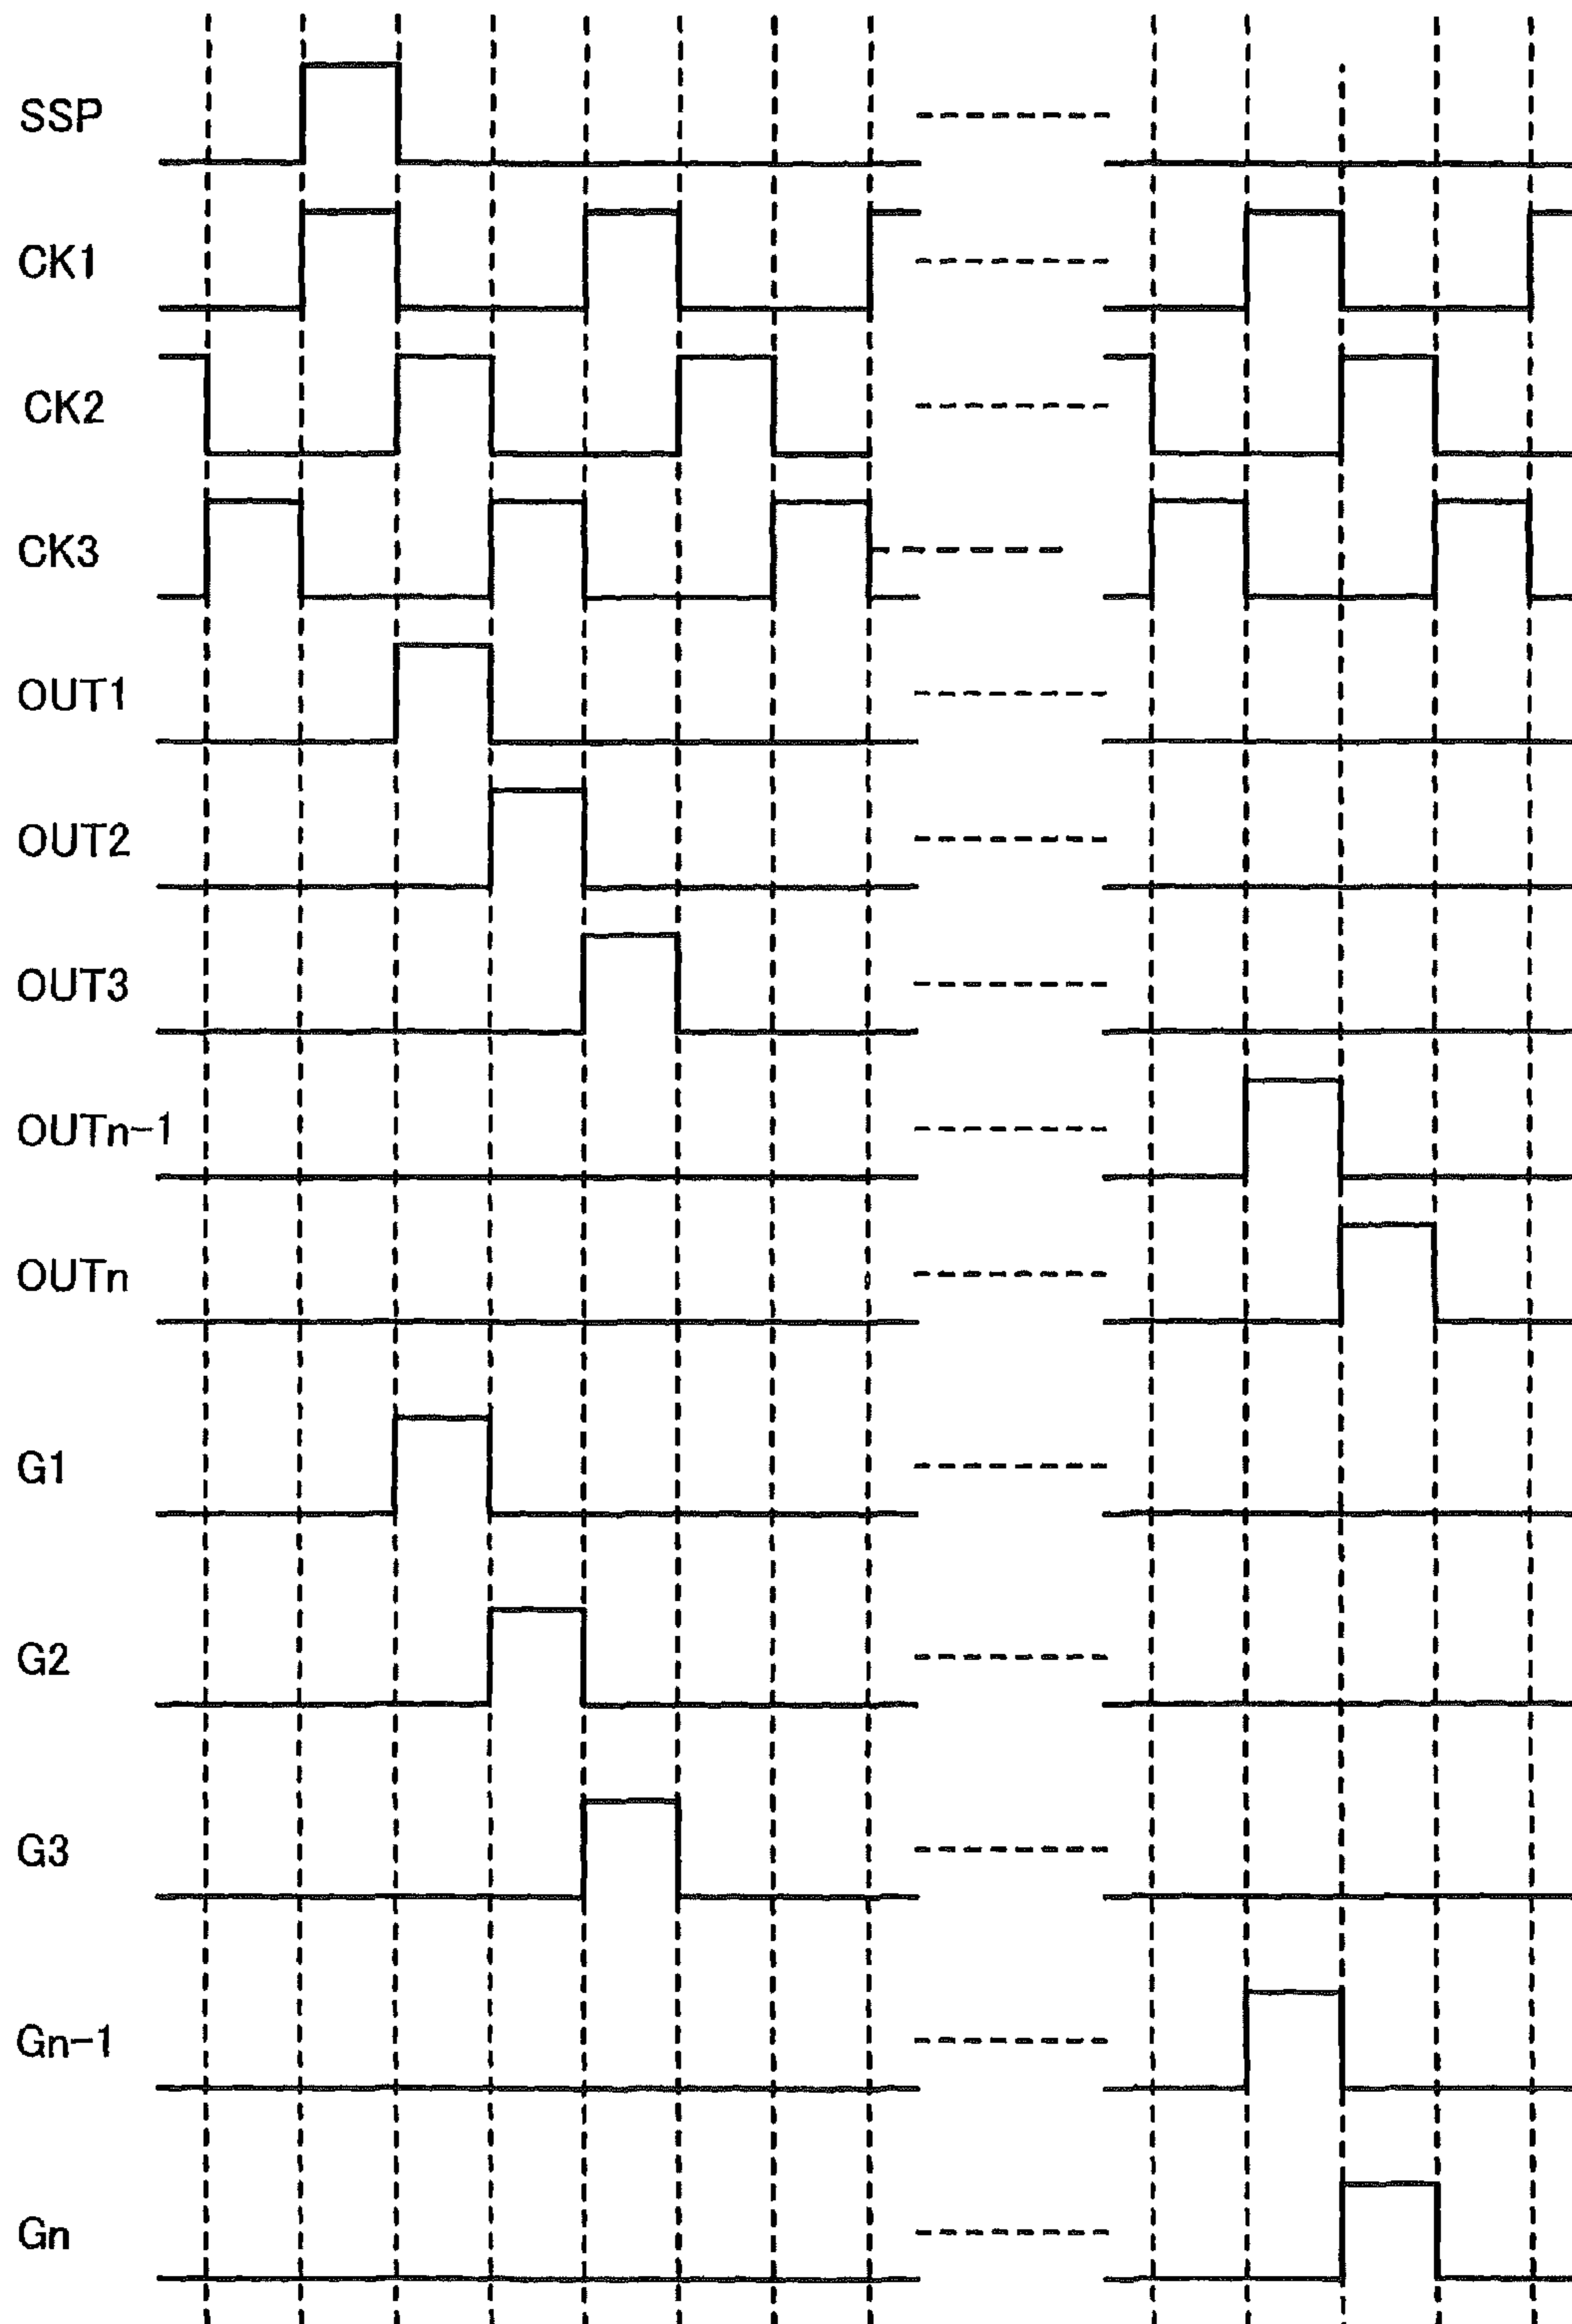 SSP
CK1
CK2
CK3
OUT1
OUT2
OUT3
OUTn-1
OUTn
G1
G2
G3
Gn-1
Gn